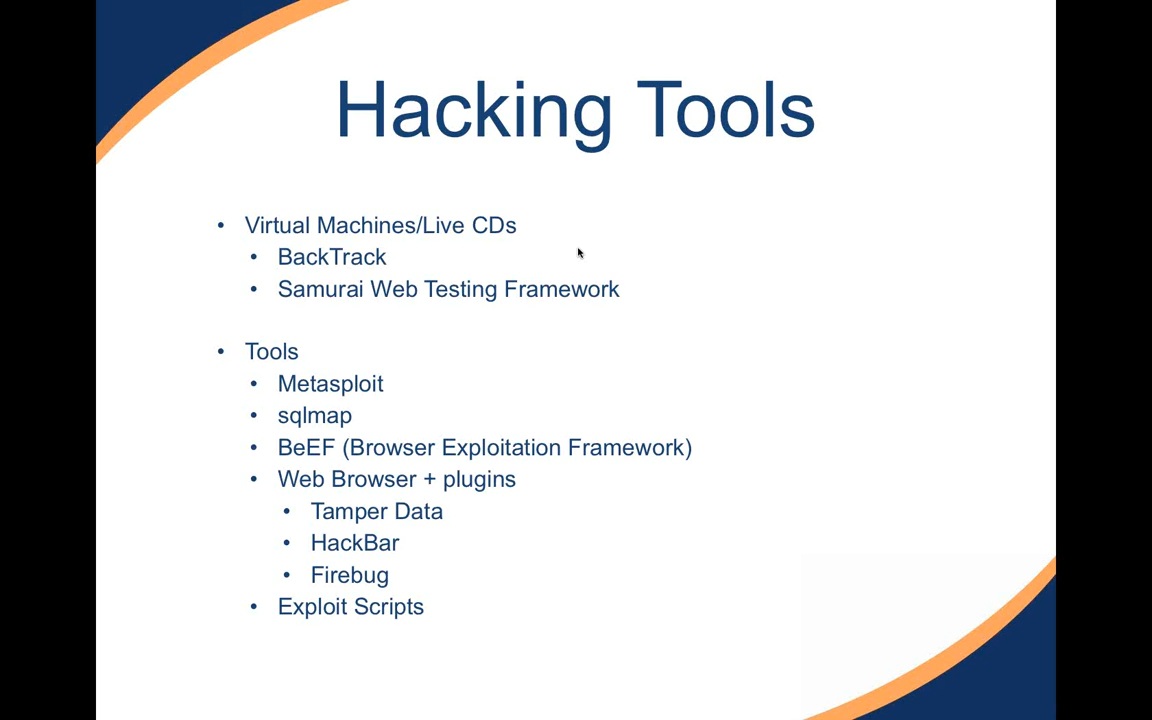 Hacking Tools
• Virtual Machines/Live CDs
• BackTrack
• Samurai Web Testing Framework
• Tools
• Metasploit
• sqlmap
• BeEF (Browser Exploitation Framework)
• Web Browser + plugins
• Tamper Data
• HackBar
• Firebug
• Exploit Scripts